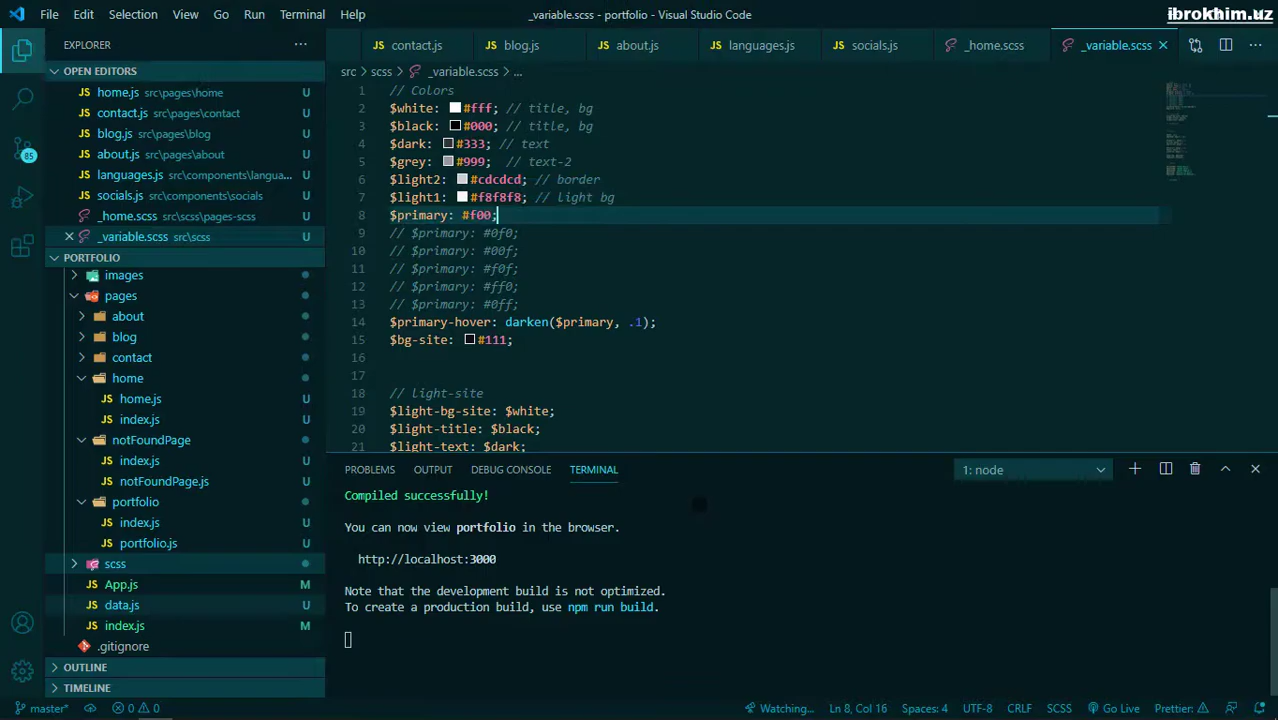 File Edit Selection View Go Run Terminal Help
_variable.scss - portfolio - Visual Studio Code
ibrokhim.uz
EXPLORER
contact.js
blog.js
about.js
languages.js
socials.js
_home.scss
_variable.scss
OPEN EDITORS
home.js src\pages\home
contact.js src\pages\contact
blog.js src\pages\blog
about.js src\pages\about
languages.js src\components\langua...
socials.js src\components\socials
_home.scss src\scss\pages-scss
_variable.scss src\scss
85
PORTFOLIO
images
pages
about
blog
contact
home
JS home.js U
JS index.js U
notFoundPage
JS index.js U
JS notFoundPage.js U
portfolio
JS index.js U
JS portfolio.js U
scss
JS App.js M
JS data.js U
JS index.js M
.gitignore
OUTLINE
TIMELINE
src > scss > _variable.scss > ...
1 // Colors
2 $white: #fff; // title, bg
3 $black: #000; // title, bg
4 $dark: #333; // text
5 $grey: #999; // text-2
6 $light2: #cdcdcd; // border
7 $light1: #f8f8f8; // light bg
8 $primary: #f00;
9 // $primary: #0f0;
10 // $primary: #00f;
11 // $primary: #f0f;
12 // $primary: #ff0;
13 // $primary: #0ff;
14 $primary-hover: darken($primary, .1);
15 $bg-site: #111;
16
17
18 // light-site
19 $light-bg-site: $white;
20 $light-title: $black;
21 $light-text: $dark;
PROBLEMS OUTPUT DEBUG CONSOLE TERMINAL
1: node
Compiled successfully!
You can now view portfolio in the browser.
http://localhost:3000
Note that the development build is not optimized.
To create a production build, use npm run build.
master* 0 0
Watching... Ln 8, Col 16 Spaces: 4 UTF-8 CRLF SCSS Go Live Prettier: